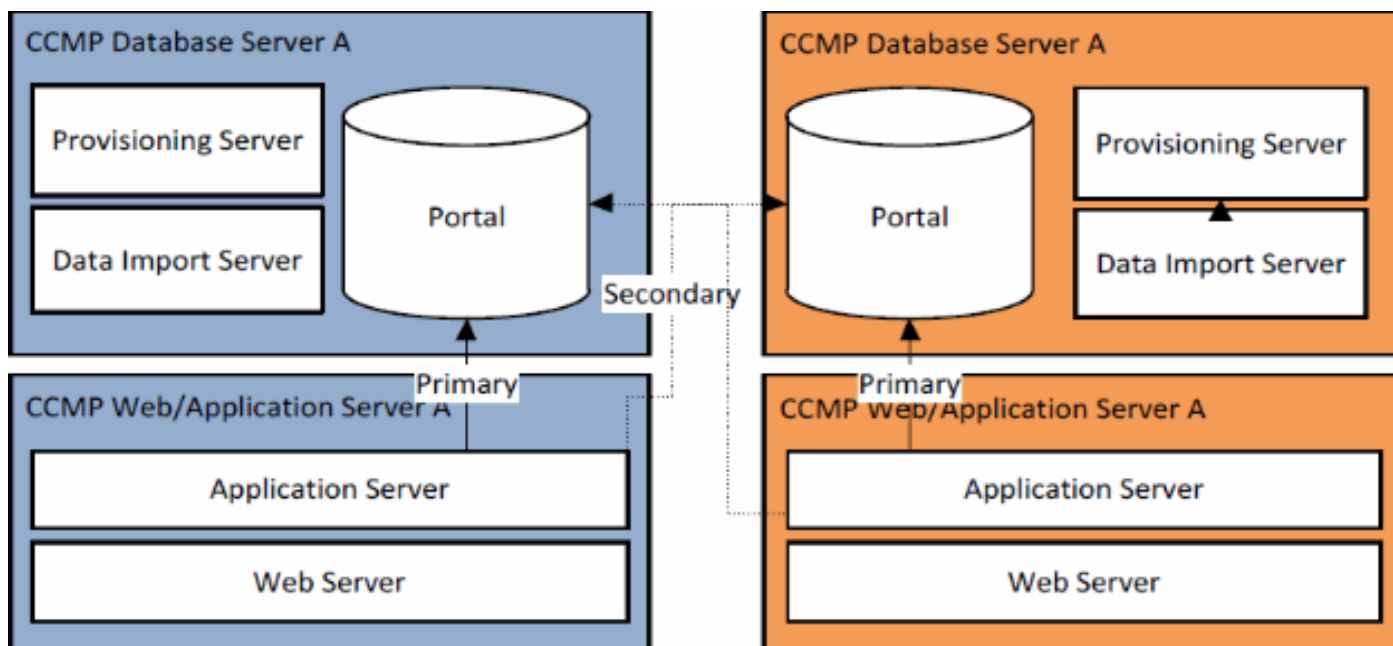 CCMP Database Server A
Provisioning Server
Data Import Server
Portal
Primary
CCMP Web/Application Server A
Application Server
Web Server
Secondary
CCMP Database Server A
Portal
Provisioning Server
Data Import Server
Primary
CCMP Web/Application Server A
Application Server
Web Server